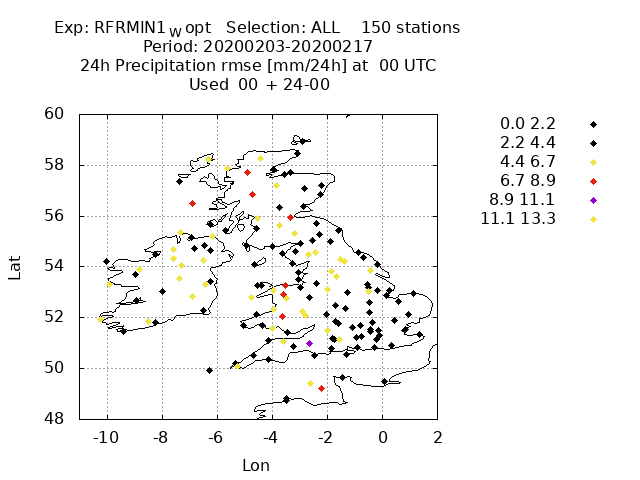 Exp: RFRMIN1 w opt Selection: ALL 150 stations
Period: 20200203-20200217
24h Precipitation rmse [mm/24h] at 00 UTC
Used 00 + 24-00
60
58
56
54
52
50
48
Lat
-10 -8 -6 -4 -2 0 2
Lon
0.0 2.2
2.2 4.4
4.4 6.7
6.7 8.9
8.9 11.1
11.1 13.3